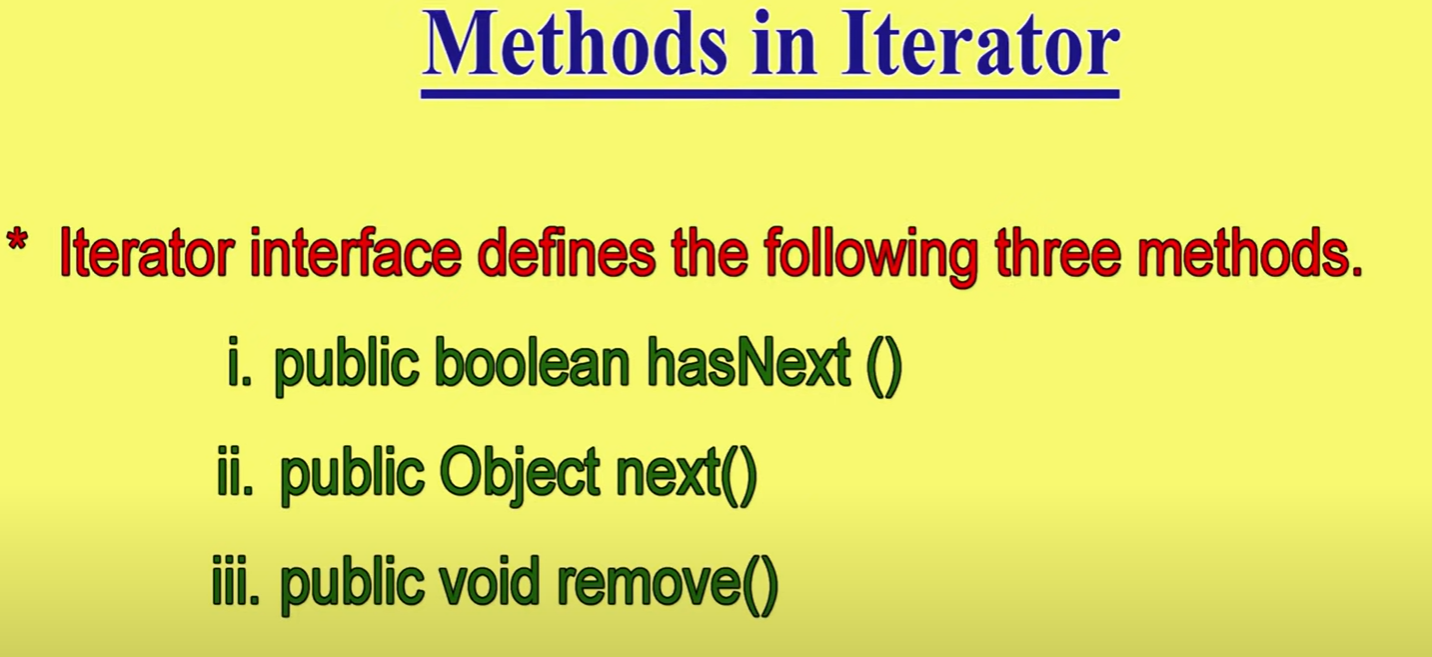 Methods in Iterator
* Iterator interface defines the following three methods.
i. public boolean hasNext ()
ii. public Object next()
iii. public void remove()